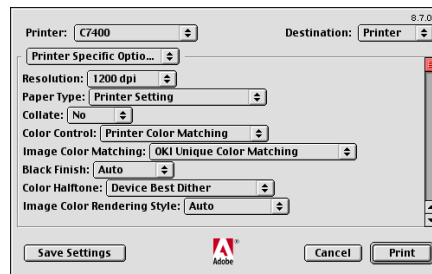 8.7.0
Printer: C7400 Destination: Printer
Printer Specific Optio...
Resolution: 1200 dpi
Paper Type: Printer Setting
Collate: No
Color Control: Printer Color Matching
Image Color Matching: OKI Unique Color Matching
Black Finish: Auto
Color Halftone: Device Best Dither
Image Color Rendering Style: Auto
Save Settings Adobe Cancel Print